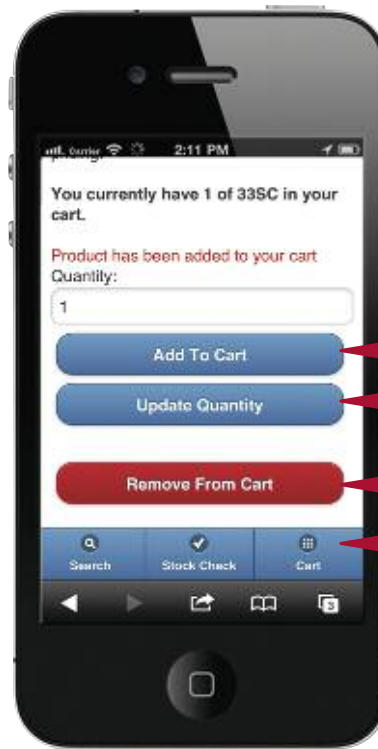 Carrier 2:11 PM
pricing.
You currently have 1 of 33SC in your
cart.
Product has been added to your cart
Quantity:
1
Add To Cart
Update Quantity
Remove From Cart
Search Stock Check Cart
3